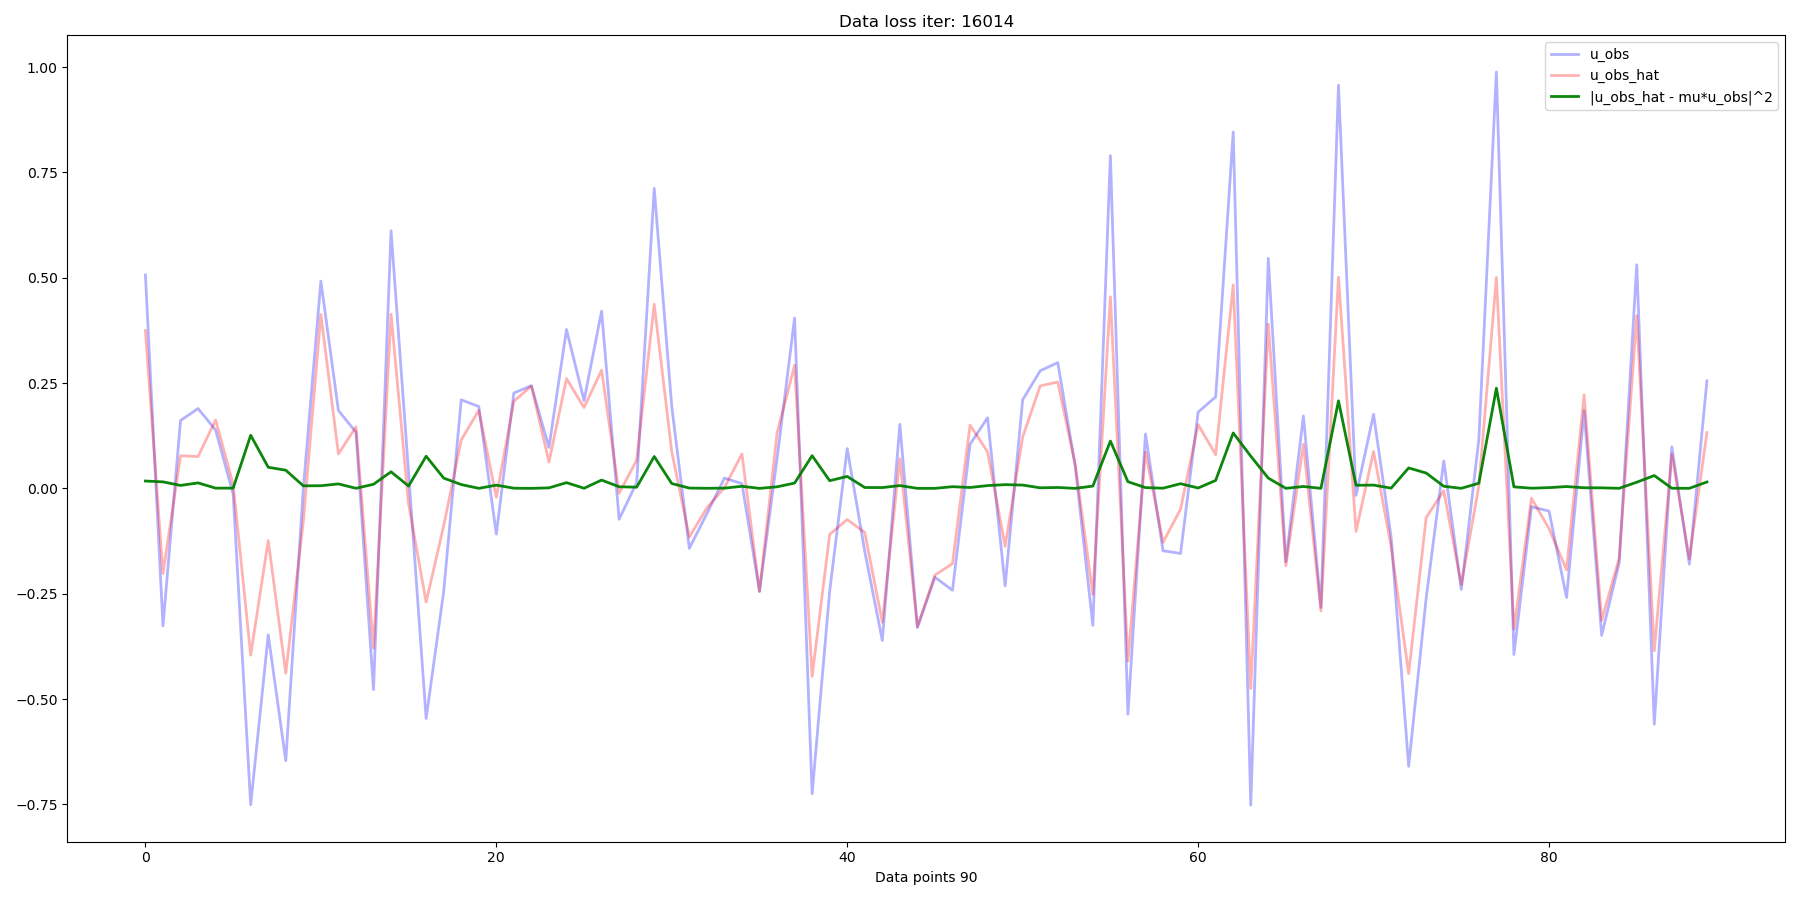 Data loss iter: 16014
u_obs
u_obs_hat
|u_obs_hat - mu*u_obs|^2
1.00
0.75
0.50
0.25
0.00
−0.25
−0.50
−0.75
0 20 40 60 80
Data points 90